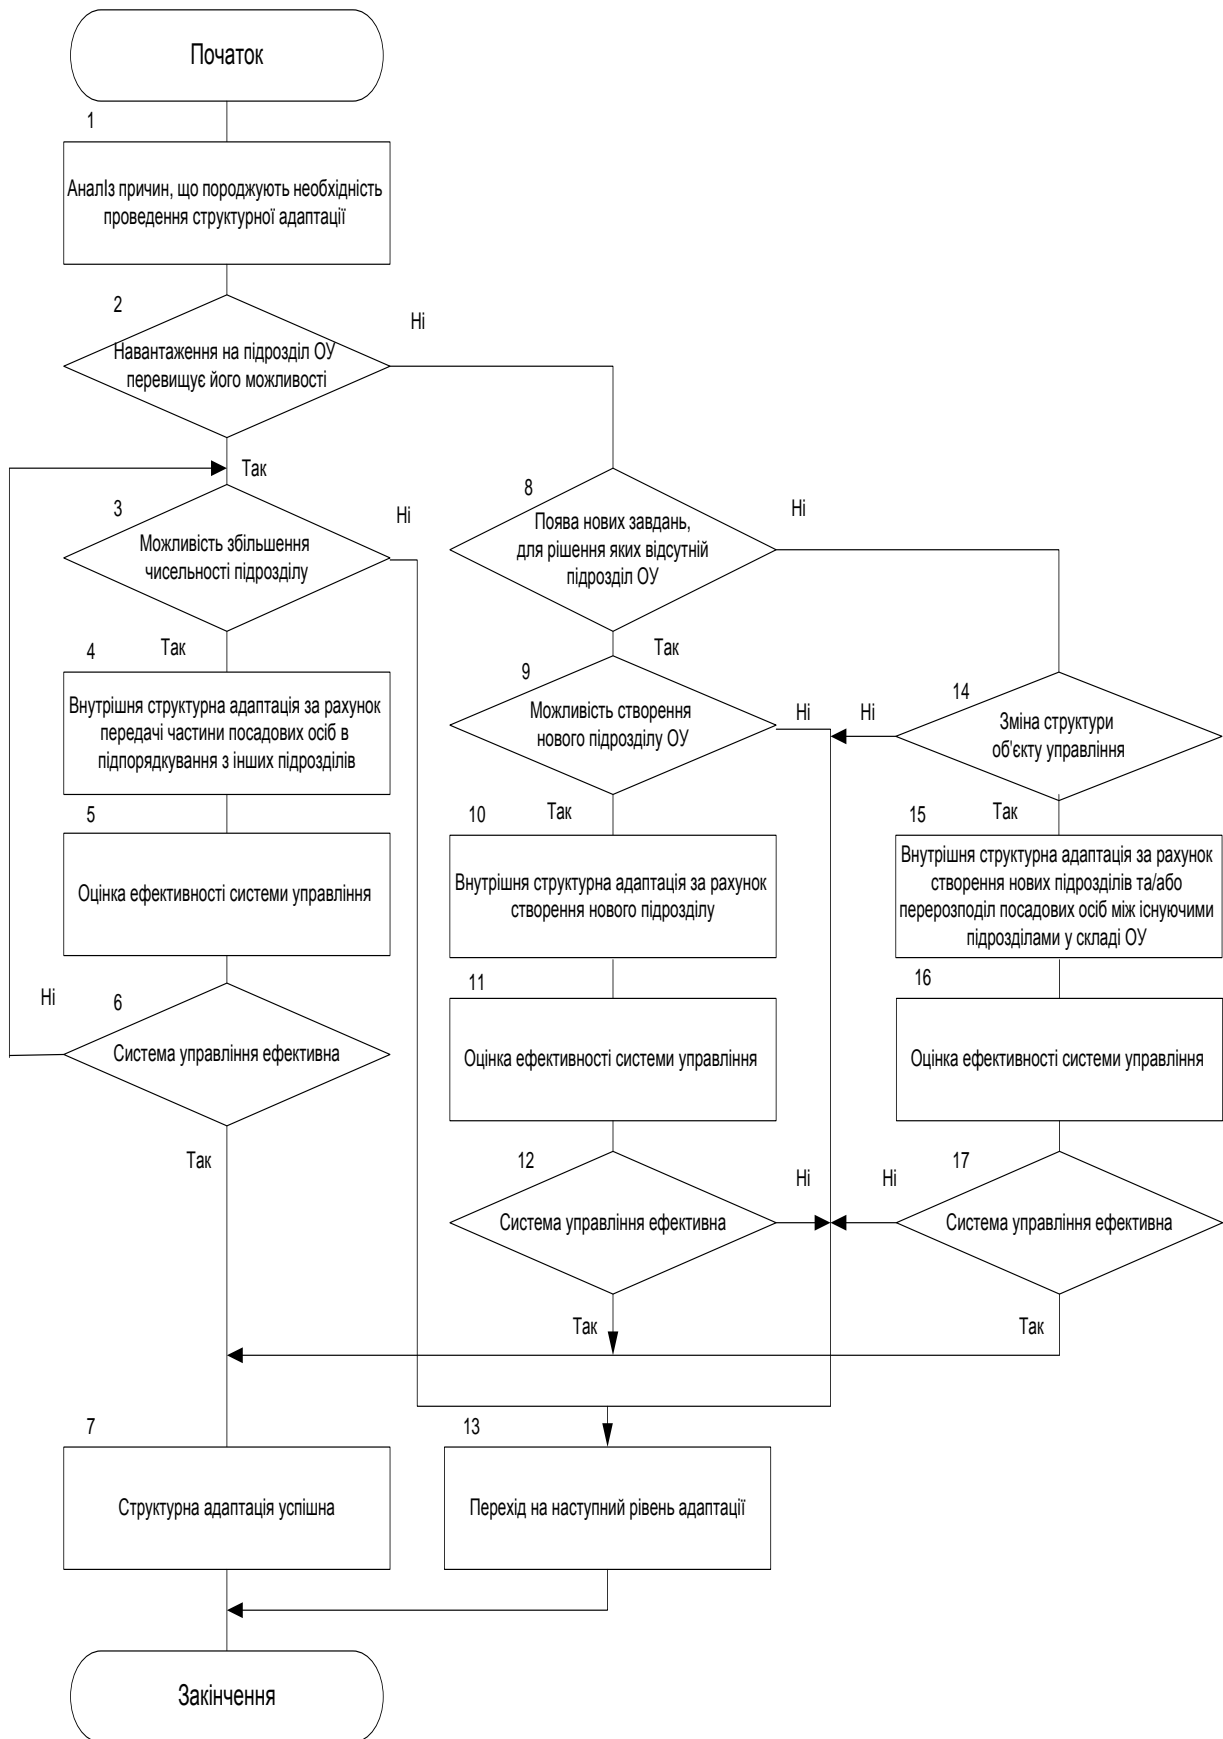 Початок
1
АналІз причин, що породжують необхідність
проведення структурної адаптації
2
Ні
Навантаження на підрозділ ОУ
перевищує його можливості
Так
3
Ні
Можливість збільшення
чисельності підрозділу
Так
4
Внутрішня структурна адаптація за рахунок
передачі частини посадових осіб в
підпорядкування з інших підрозділів
5
Оцінка ефективності системи управління
Ні
6
Система управління ефективна
Так
8
Ні
Поява нових завдань,
для рішення яких відсутній
підрозділ ОУ
Так
9
Можливість створення
нового підрозділу ОУ
Ні
Так
10
Внутрішня структурна адаптація за рахунок
створення нового підрозділу
11
Оцінка ефективності системи управління
12
Ні
Система управління ефективна
Так
14
Ні
Зміна структури
об'єкту управління
Так
15
Внутрішня структурна адаптація за рахунок
створення нових підрозділів та/або
перерозподіл посадових осіб між існуючими
підрозділами у складі ОУ
16
Оцінка ефективності системи управління
17
Ні
Система управління ефективна
Так
7
Структурна адаптація успішна
13
Перехід на наступний рівень адаптації
Закінчення